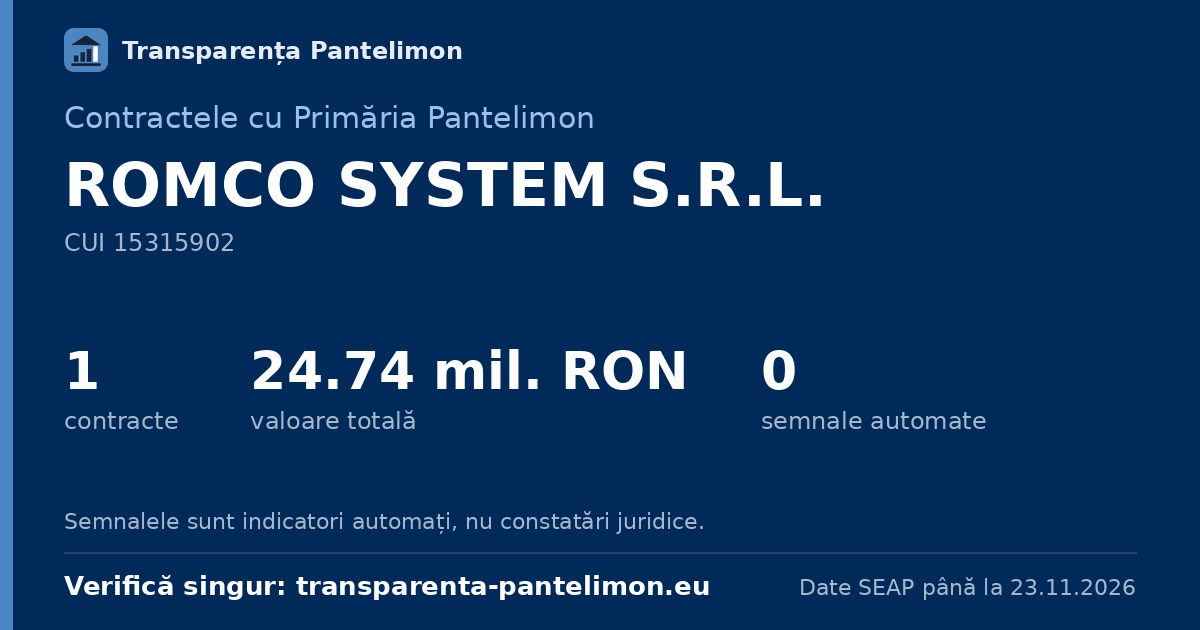 Transparența Pantelimon
Contractele cu Primăria Pantelimon
ROMCO SYSTEM S.R.L.
CUI 15315902
1 24.74 mil. RON 0
contracte valoare totală semnale automate
Semnalele sunt indicatori automați, nu constatări juridice.
Verifică singur: transparenta-pantelimon.eu Date SEAP până la 23.11.2026